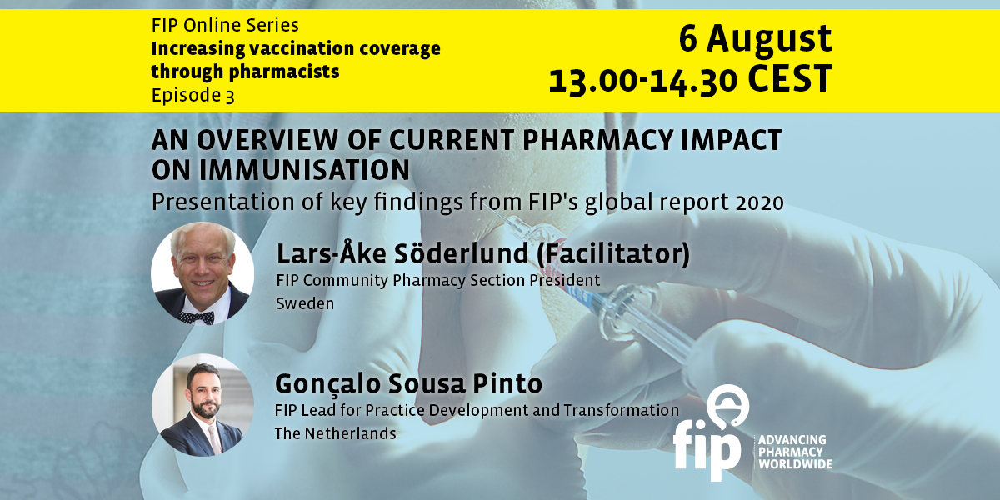 FIP Online Series
Increasing vaccination coverage
through pharmacists
Episode 3
6 August
13.00-14.30 CEST
AN OVERVIEW OF CURRENT PHARMACY IMPACT
ON IMMUNISATION
Presentation of key findings from FIP's global report 2020
Lars-Åke Söderlund (Facilitator)
FIP Community Pharmacy Section President
Sweden
Gonçalo Sousa Pinto
FIP Lead for Practice Development and Transformation
The Netherlands
fip
ADVANCING
PHARMACY
WORLDWIDE